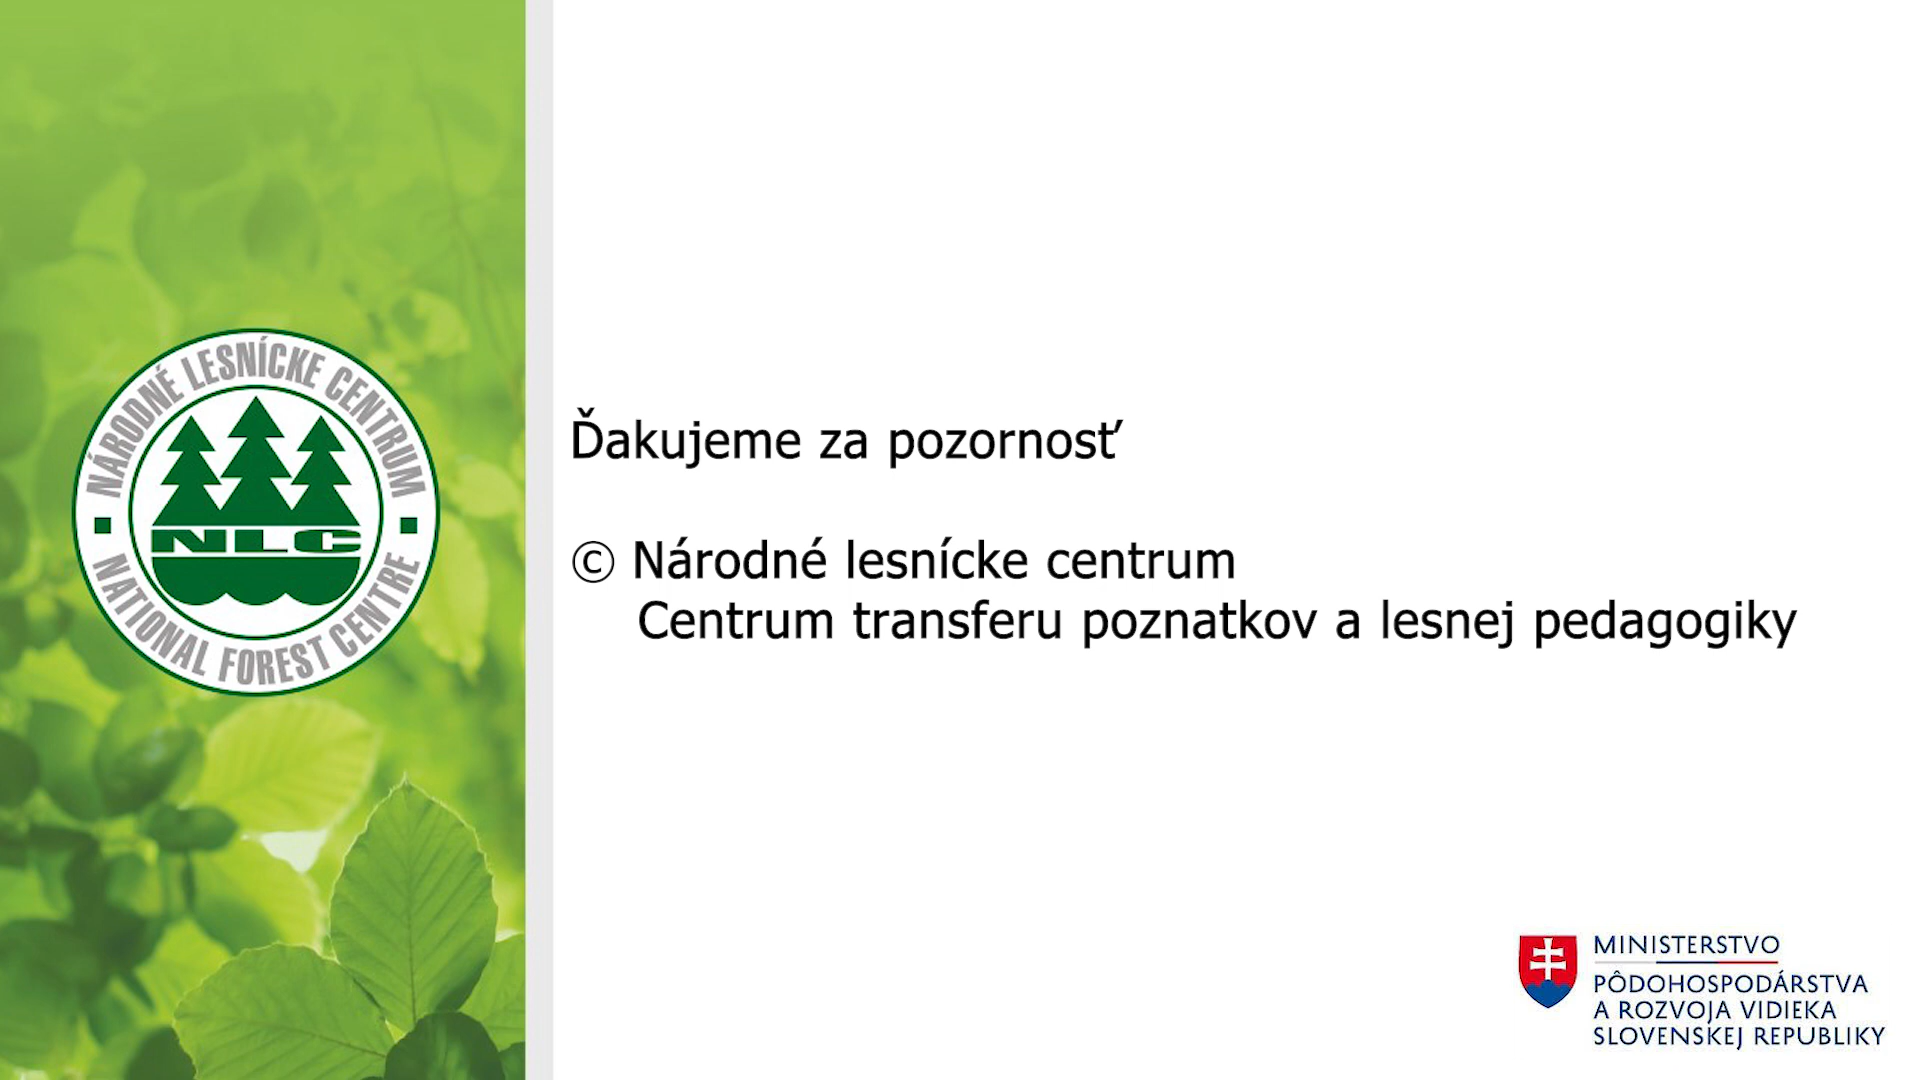 NÁRODNÉ LESNÍCKE CENTRUM
NLC
NATIONAL FOREST CENTRE
Ďakujeme za pozornosť
© Národné lesnícke centrum
Centrum transferu poznatkov a lesnej pedagogiky
MINISTERSTVO
PÔDOHOSPODÁRSTVA
A ROZVOJA VIDIEKA
SLOVENSKEJ REPUBLIKY